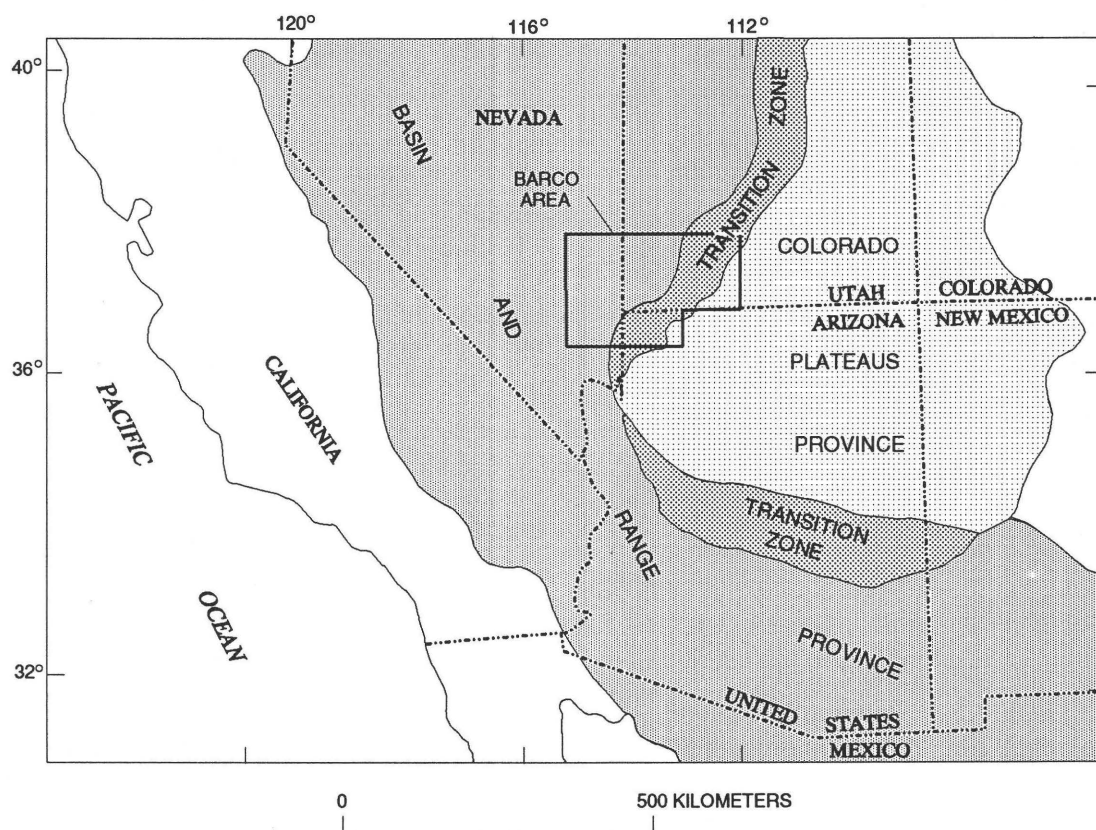 120° 116° 112°
40°
BASIN
NEVADA
ZONE
TRANSITION
BARCO
AREA
COLORADO
UTAH
COLORADO
ARIZONA
NEW MEXICO
AND
36°
PLATEAUS
CALIFORNIA
PACIFIC
PROVINCE
RANGE
TRANSITION
ZONE
OCEAN
PROVINCE
32°
UNITED STATES
MEXICO
0 500 KILOMETERS